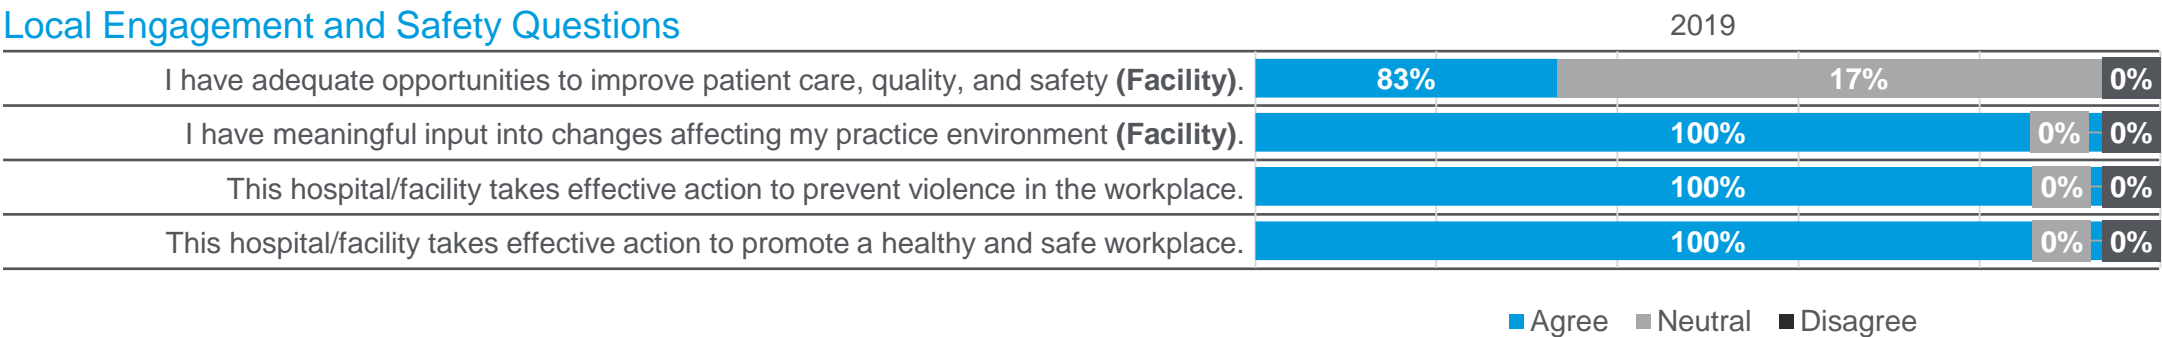 Local Engagement and Safety Questions 2019
I have adequate opportunities to improve patient care, quality, and safety (Facility). 83% 17% 0%
I have meaningful input into changes affecting my practice environment (Facility). 100% 0% 0%
This hospital/facility takes effective action to prevent violence in the workplace. 100% 0% 0%
This hospital/facility takes effective action to promote a healthy and safe workplace. 100% 0% 0%
Agree Neutral Disagree